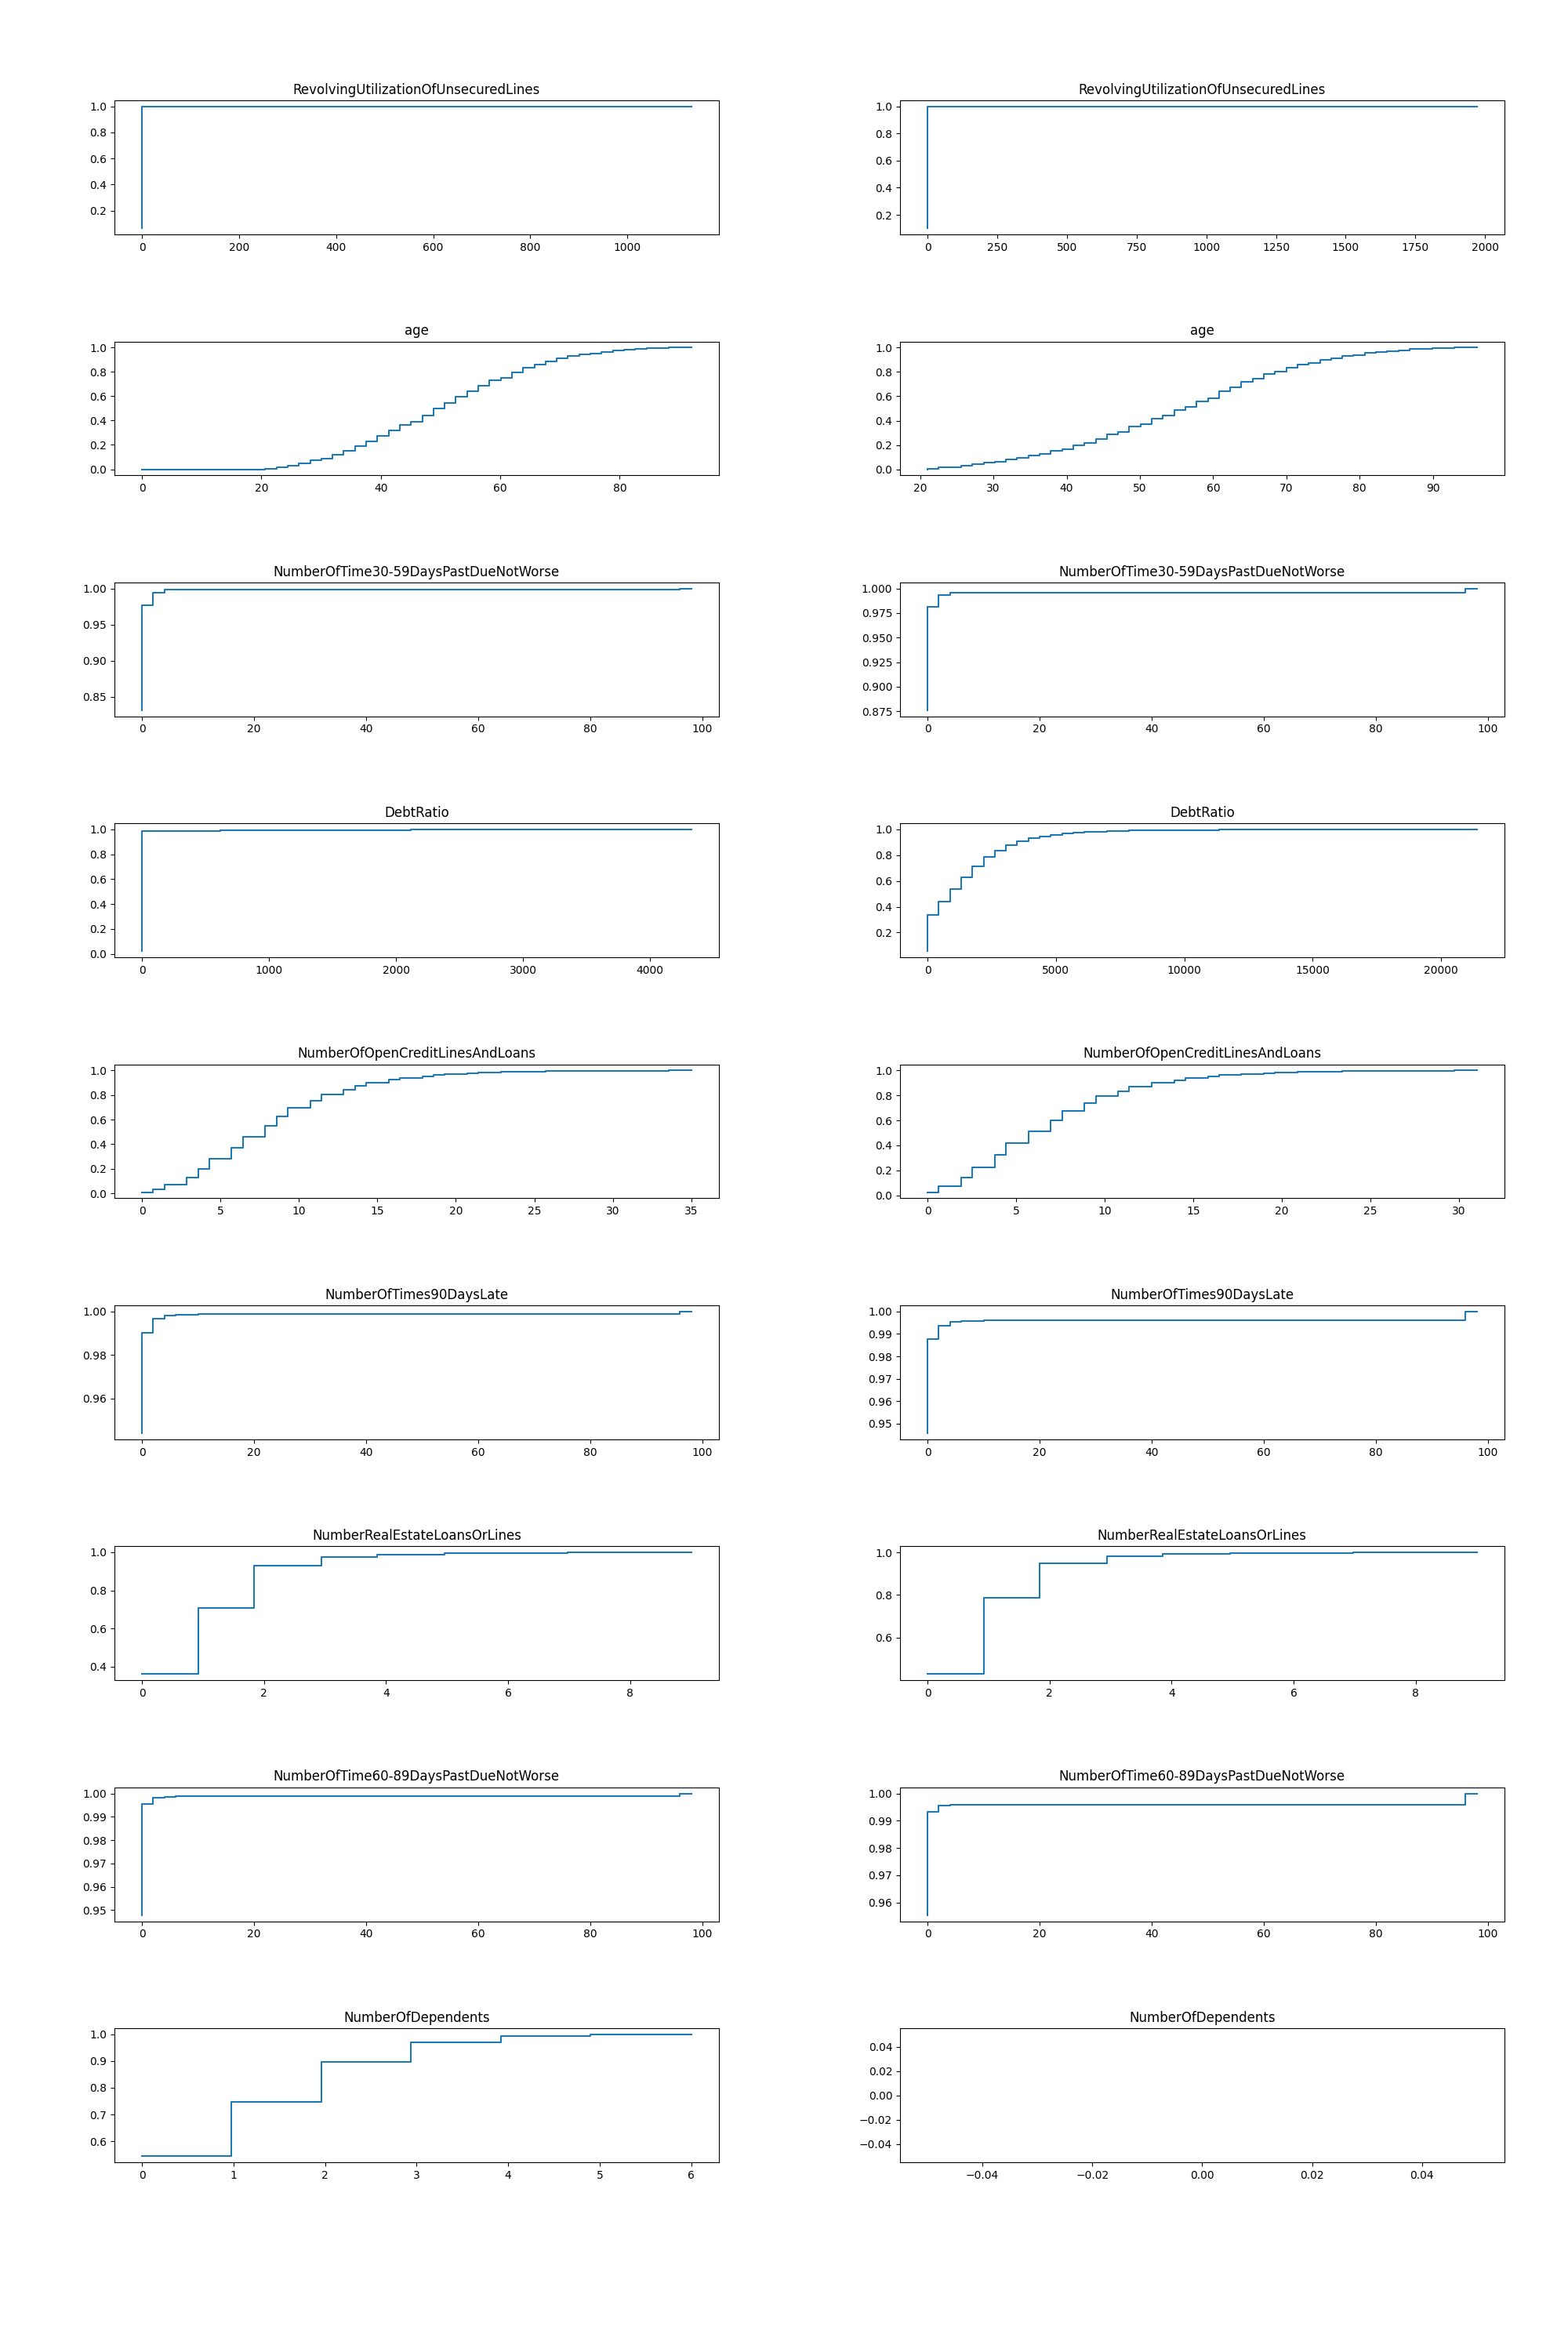 RevolvingUtilizationOfUnsecuredLines
1.0
0.8
0.6
0.4
0.2
0 200 400 600 800 1000
RevolvingUtilizationOfUnsecuredLines
1.0
0.8
0.6
0.4
0.2
0 250 500 750 1000 1250 1500 1750 2000
age
1.0
0.8
0.6
0.4
0.2
0.0
0 20 40 60 80
age
1.0
0.8
0.6
0.4
0.2
0.0
20 30 40 50 60 70 80 90
NumberOfTime30-59DaysPastDueNotWorse
1.00
0.95
0.90
0.85
0 20 40 60 80 100
NumberOfTime30-59DaysPastDueNotWorse
1.000
0.975
0.950
0.925
0.900
0.875
0 20 40 60 80 100
DebtRatio
1.0
0.8
0.6
0.4
0.2
0.0
0 1000 2000 3000 4000
DebtRatio
1.0
0.8
0.6
0.4
0.2
0 5000 10000 15000 20000
NumberOfOpenCreditLinesAndLoans
1.0
0.8
0.6
0.4
0.2
0.0
0 5 10 15 20 25 30 35
NumberOfOpenCreditLinesAndLoans
1.0
0.8
0.6
0.4
0.2
0.0
0 5 10 15 20 25 30
NumberOfTimes90DaysLate
1.00
0.98
0.96
0 20 40 60 80 100
NumberOfTimes90DaysLate
1.00
0.99
0.98
0.97
0.96
0.95
0 20 40 60 80 100
NumberRealEstateLoansOrLines
1.0
0.8
0.6
0.4
0 2 4 6 8
NumberRealEstateLoansOrLines
1.0
0.8
0.6
0 2 4 6 8
NumberOfTime60-89DaysPastDueNotWorse
1.00
0.99
0.98
0.97
0.96
0.95
0 20 40 60 80 100
NumberOfTime60-89DaysPastDueNotWorse
1.00
0.99
0.98
0.97
0.96
0 20 40 60 80 100
NumberOfDependents
1.0
0.9
0.8
0.7
0.6
0 1 2 3 4 5 6
NumberOfDependents
0.04
0.02
0.00
−0.02
−0.04
−0.04 −0.02 0.00 0.02 0.04